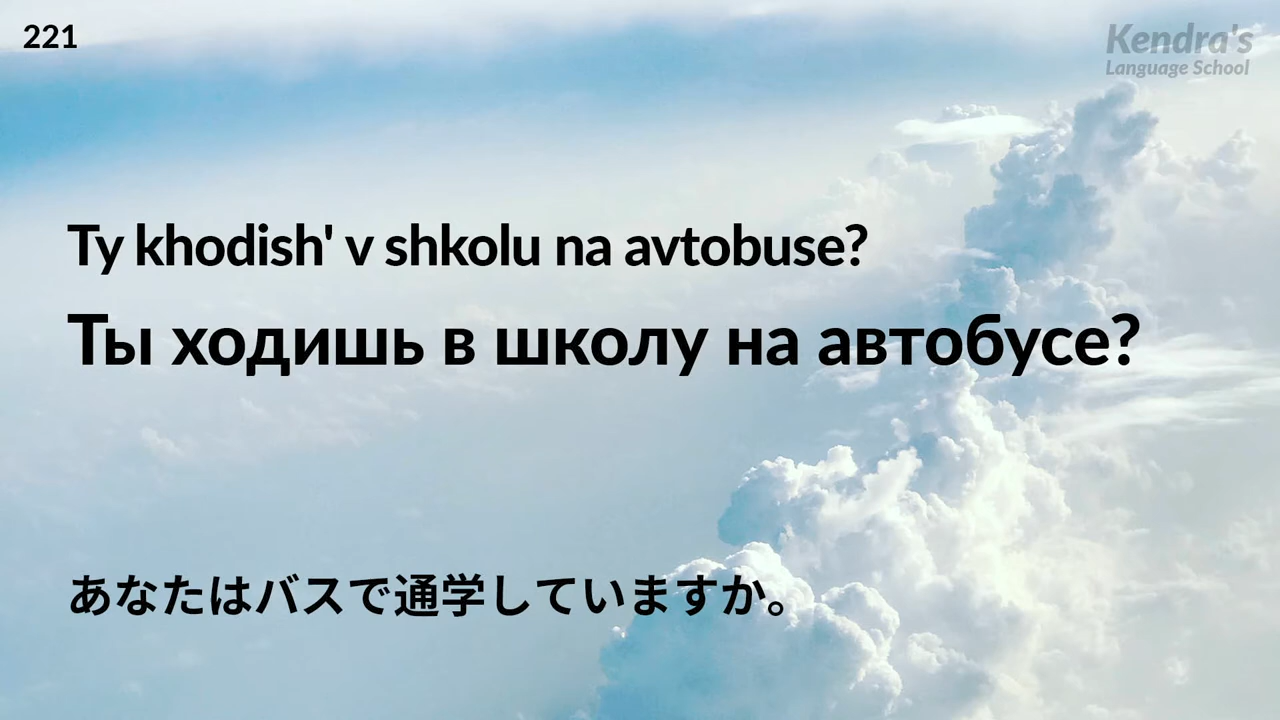 221
Kendra's
Language School
Ty khodish' v shkolu na avtobuse?
Ты ходишь в школу на автобусе?
あなたはバスで通学していますか。